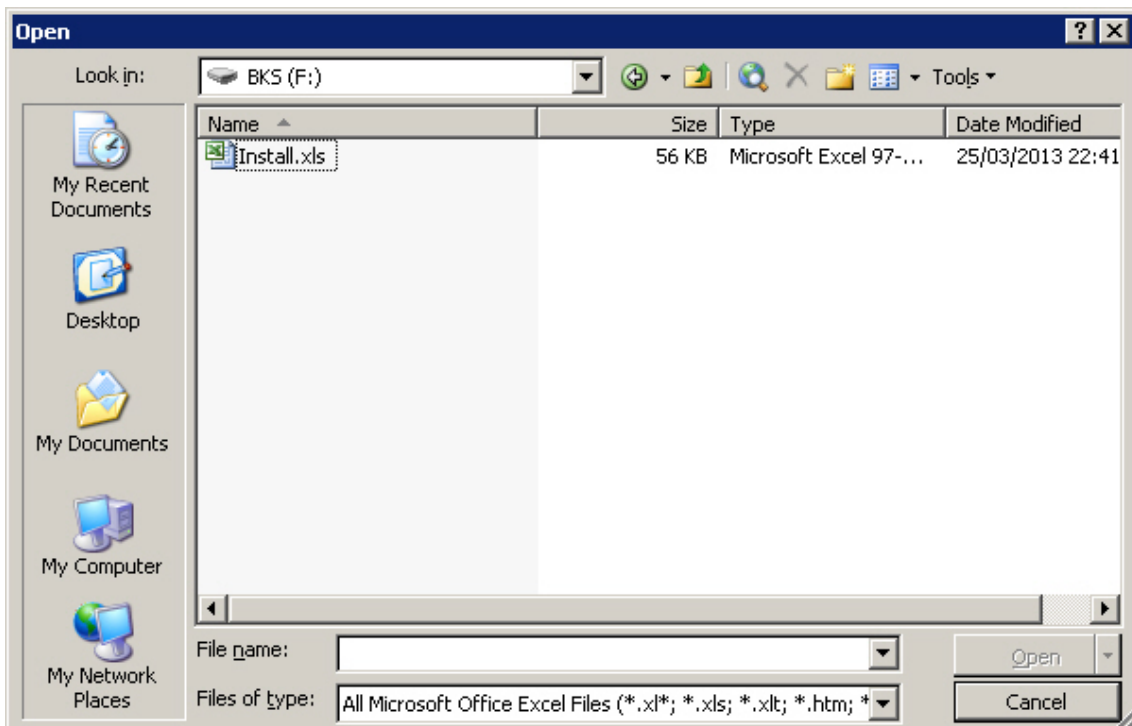 Open
Look in:
BKS (F:)
Tools
Name
Size
Type
Date Modified
Install.xls
56 KB
Microsoft Excel 97-...
25/03/2013 22:41
My Recent
Documents
Desktop
My Documents
My Computer
My Network
Places
File name:
Open
Files of type:
All Microsoft Office Excel Files (*.xl*; *.xls; *.xlt; *.htm; *
Cancel